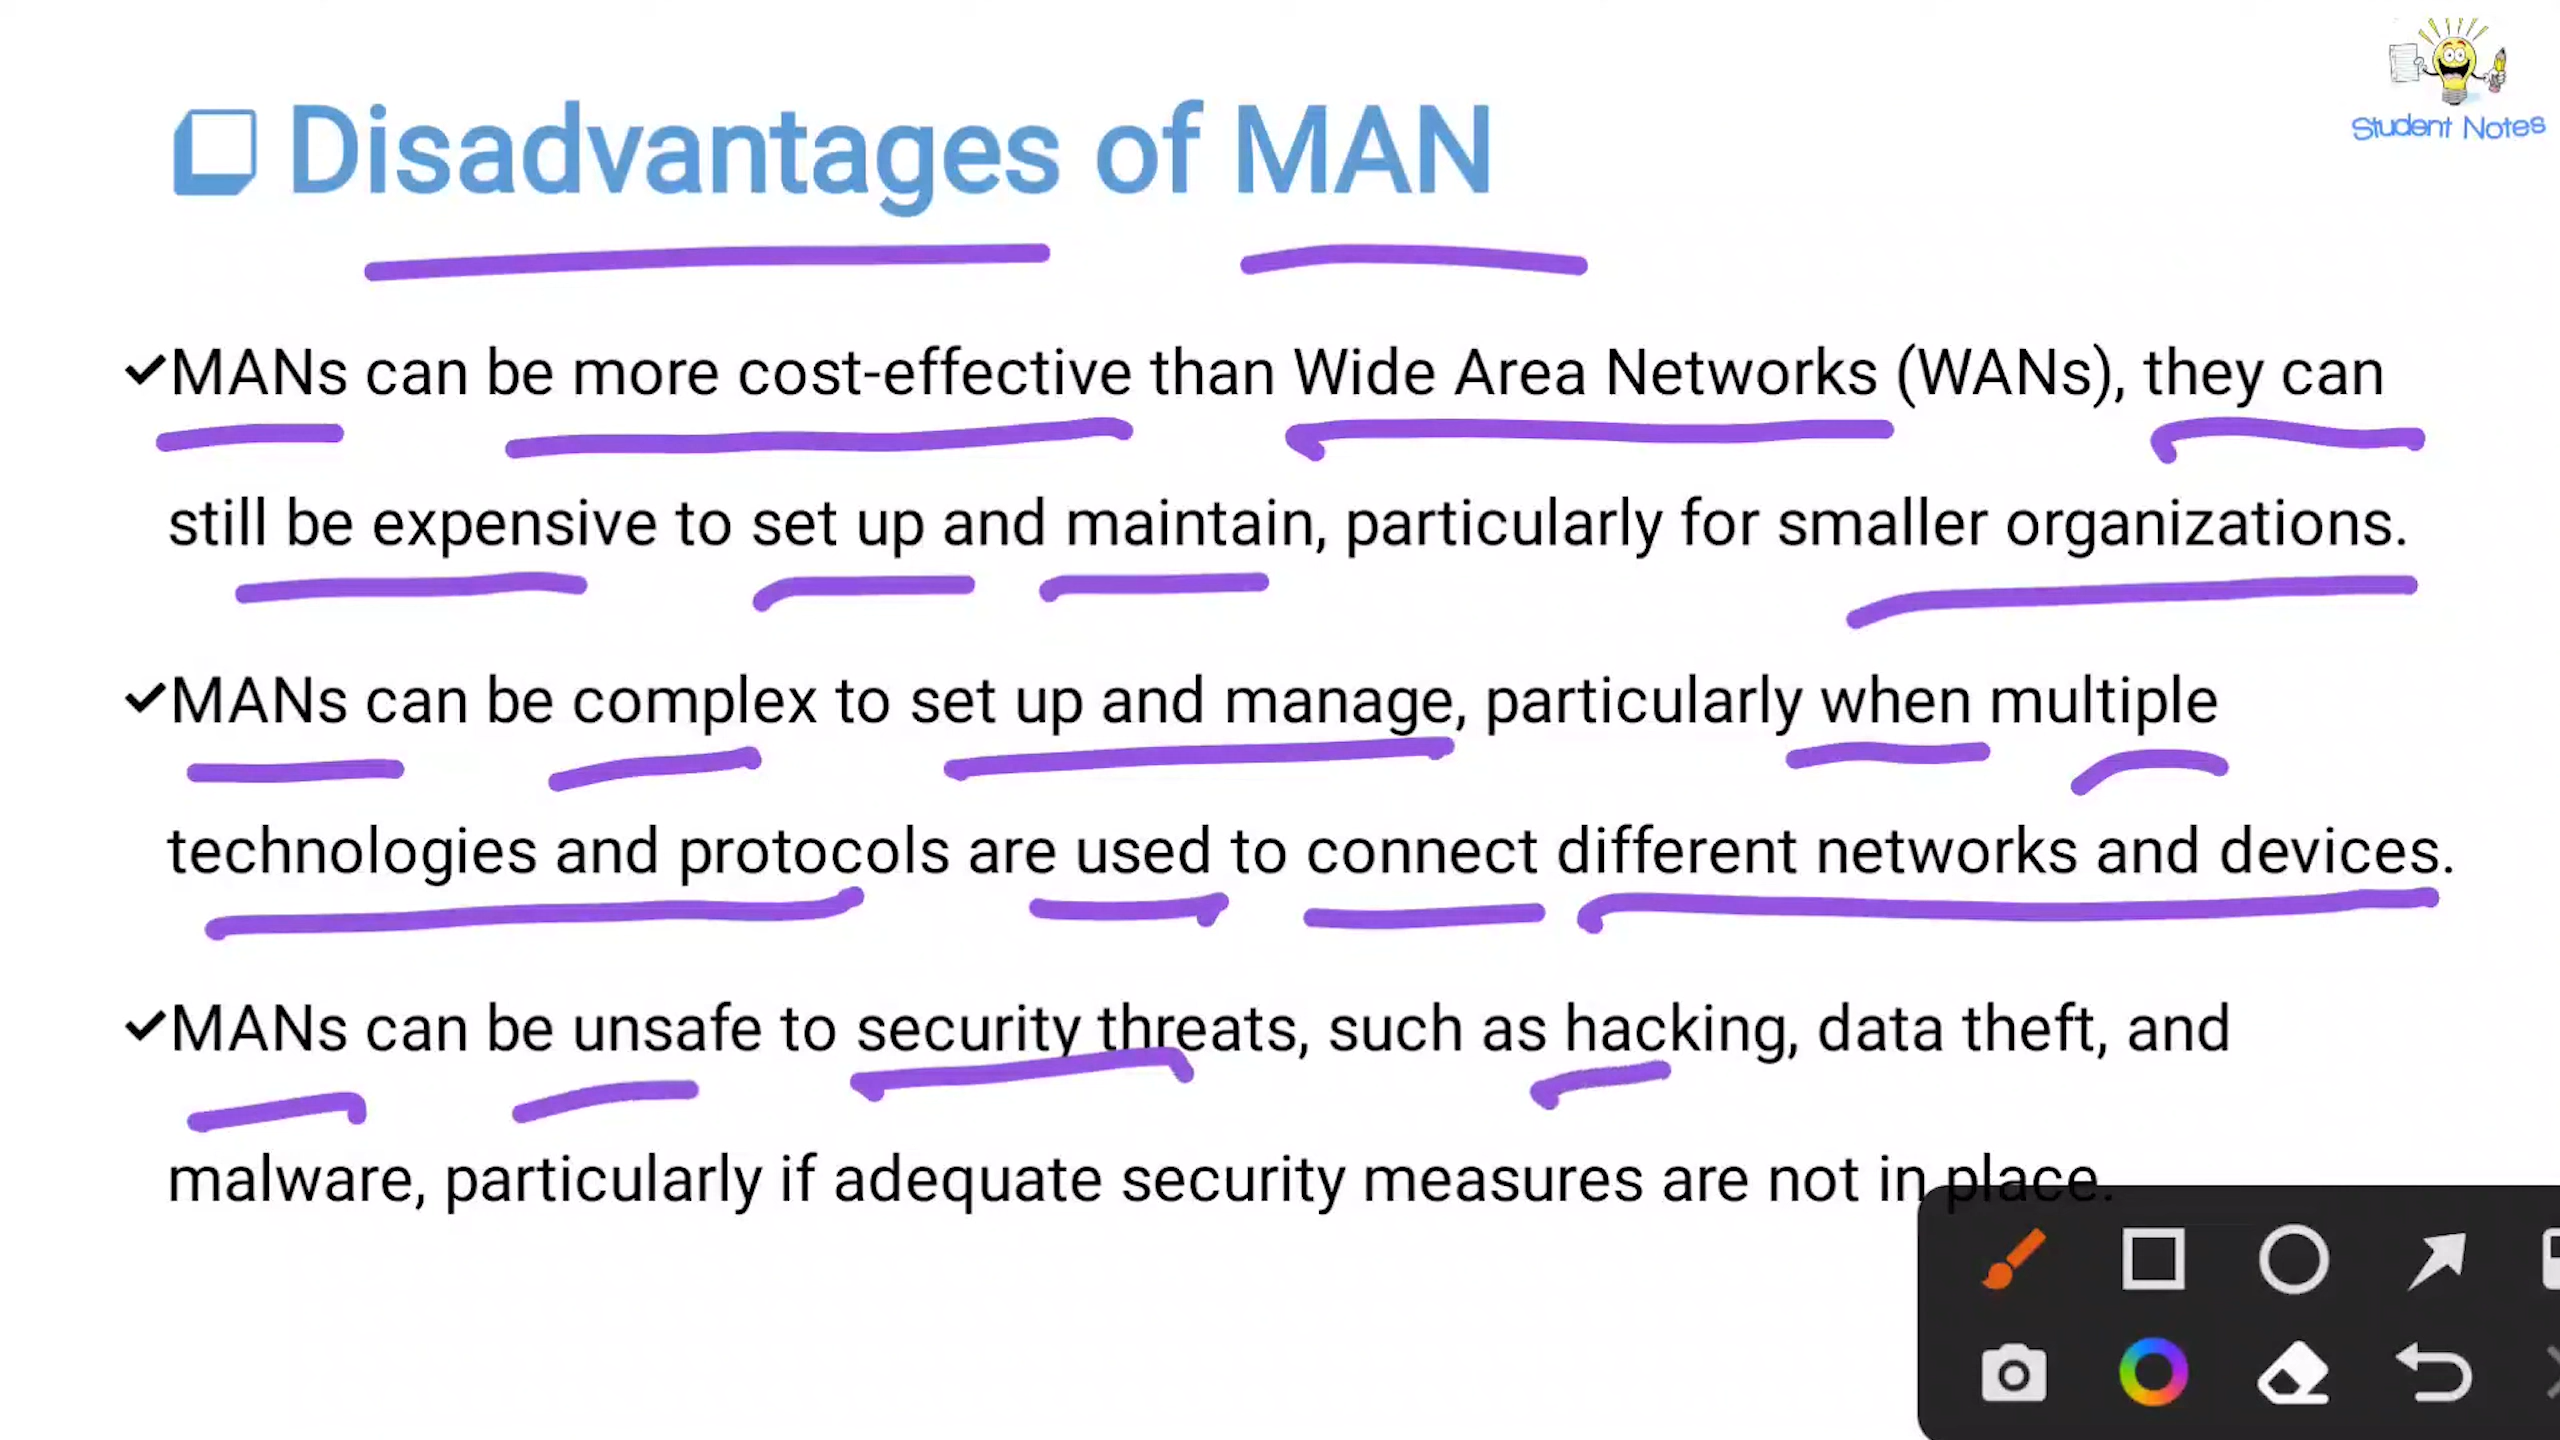 Student Notes
Disadvantages of MAN
MANs can be more cost-effective than Wide Area Networks (WANs), they can
still be expensive to set up and maintain, particularly for smaller organizations.
MANs can be complex to set up and manage, particularly when multiple
technologies and protocols are used to connect different networks and devices.
MANs can be unsafe to security threats, such as hacking, data theft, and
malware, particularly if adequate security measures are not in place.